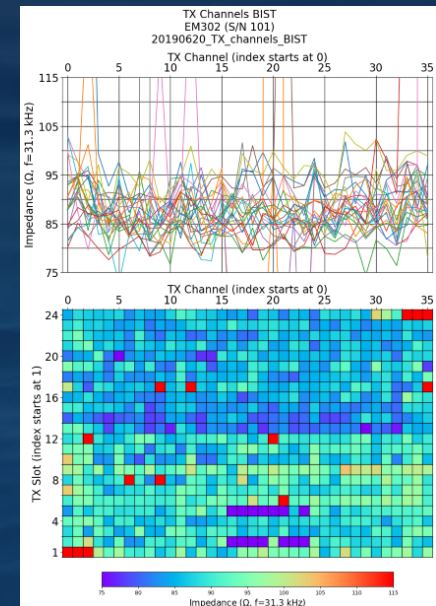 TX Channels BIST
EM302 (S/N 101)
20190620_TX_channels_BIST
TX Channel (index starts at 0)
0 5 10 15 20 25 30 35
115
105
95
85
75
Impedance (Ω, f=31.3 kHz)
TX Channel (index starts at 0)
0 5 10 15 20 25 30 35
24
20
16
12
8
4
1
TX Slot (index starts at 1)
75 80 85 90 95 100 105 110 115
Impedance (Ω, f=31.3 kHz)